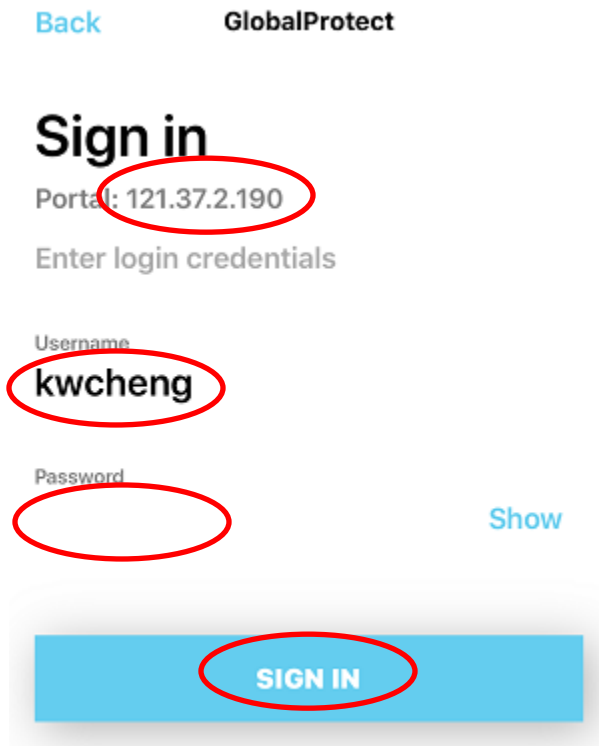 Back GlobalProtect
Sign in
Portal: 121.37.2.190
Enter login credentials
Username
kwcheng
Password
Show
SIGN IN